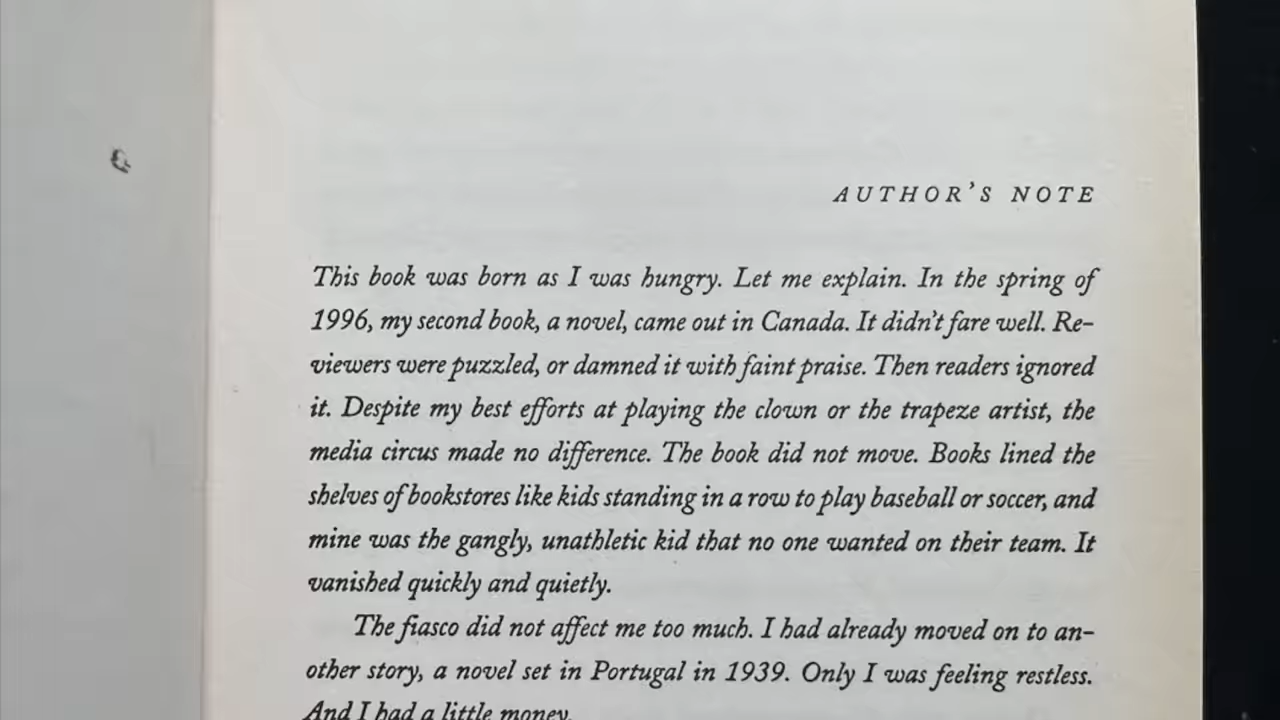 AUTHOR'S NOTE
This book was born as I was hungry. Let me explain. In the spring of
1996, my second book, a novel, came out in Canada. It didn't fare well. Re-
viewers were puzzled, or damned it with faint praise. Then readers ignored
it. Despite my best efforts at playing the clown or the trapeze artist, the
media circus made no difference. The book did not move. Books lined the
shelves of bookstores like kids standing in a row to play baseball or soccer, and
mine was the gangly, unathletic kid that no one wanted on their team. It
vanished quickly and quietly.
The fiasco did not affect me too much. I had already moved on to an-
other story, a novel set in Portugal in 1939. Only I was feeling restless.
And I had a little money.